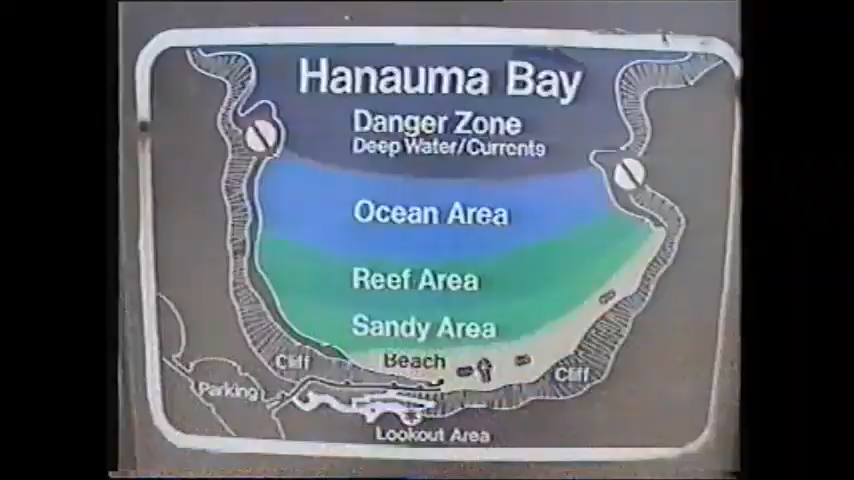 Hanauma Bay
Danger Zone
Deep Water/Currents
Ocean Area
Reef Area
Sandy Area
Cliff
Beach
Cliff
Parking
Lookout Area